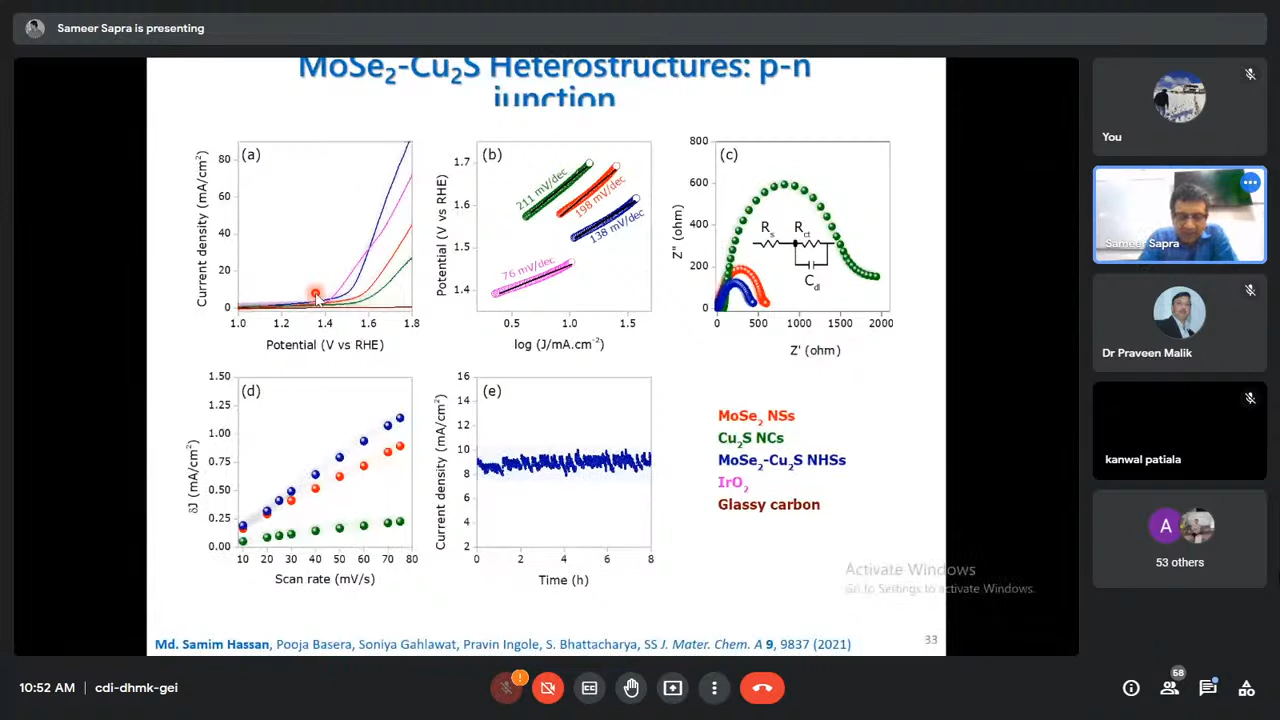 Sameer Sapra is presenting
MoSe2-Cu2S Heterostructures: p-n
junction
(a)
Current density (mA/cm2)
80
60
40
20
0
1.0 1.2 1.4 1.6 1.8
Potential (V vs RHE)
(b)
Potential (V vs RHE)
1.7
1.6
1.5
1.4
211 mV/dec
198 mV/dec
138 mV/dec
76 mV/dec
0.5 1.0 1.5
log (J/mA.cm-2)
(c)
Z" (ohm)
800
600
400
200
0
Rs Rct
Cdl
0 500 1000 1500 2000
Z' (ohm)
(d)
δJ (mA/cm2)
1.50
1.25
1.00
0.75
0.50
0.25
0.00
10 20 30 40 50 60 70 80
Scan rate (mV/s)
(e)
Current density (mA/cm2)
16
14
12
10
8
6
4
2
0 2 4 6 8
Time (h)
MoSe2 NSs
Cu2S NCs
MoSe2-Cu2S NHSs
IrO2
Glassy carbon
Activate Windows
Go to Settings to activate Windows.
Md. Samim Hassan, Pooja Basera, Soniya Gahlawat, Pravin Ingole, S. Bhattacharya, SS J. Mater. Chem. A 9, 9837 (2021)
33
You
Sameer Sapra
Dr Praveen Malik
kanwal patiala
A
53 others
10:52 AM | cdi-dhmk-gei
58